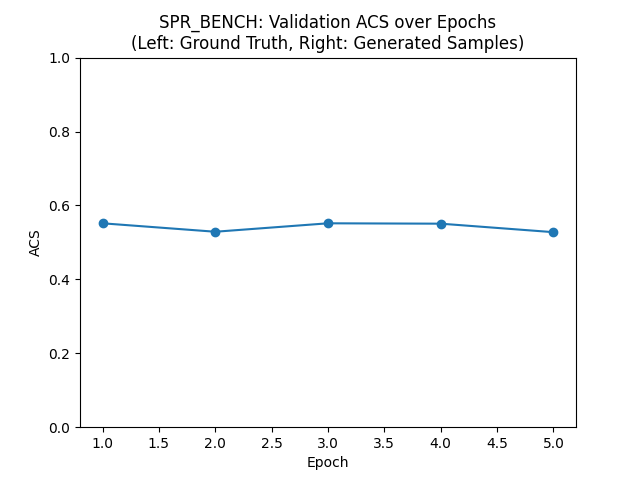 SPR_BENCH: Validation ACS over Epochs
(Left: Ground Truth, Right: Generated Samples)
1.0
0.8
0.6
0.4
0.2
0.0
ACS
1.0 1.5 2.0 2.5 3.0 3.5 4.0 4.5 5.0
Epoch